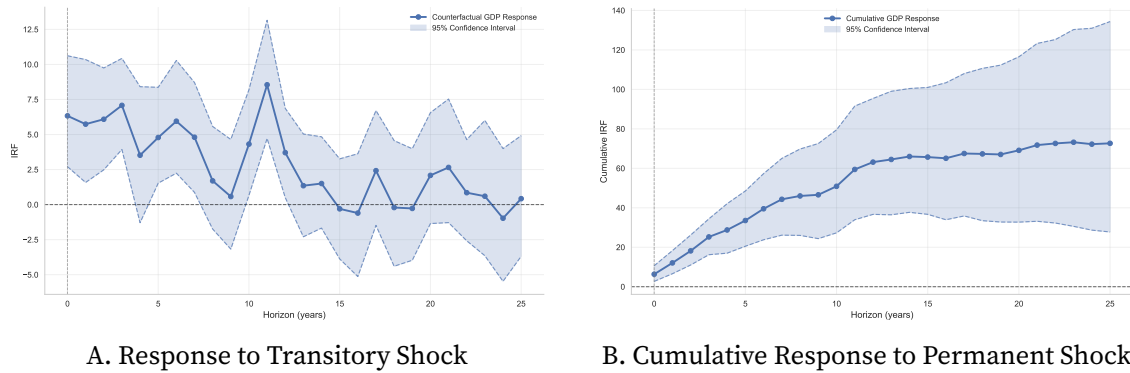 Counterfactual GDP Response
95% Confidence Interval
12.5
10.0
7.5
5.0
2.5
0.0
−2.5
−5.0
IRF
0 5 10 15 20 25
Horizon (years)
A. Response to Transitory Shock
Cumulative GDP Response
95% Confidence Interval
140
120
100
80
60
40
20
0
Cumulative IRF
0 5 10 15 20 25
Horizon (years)
B. Cumulative Response to Permanent Shock